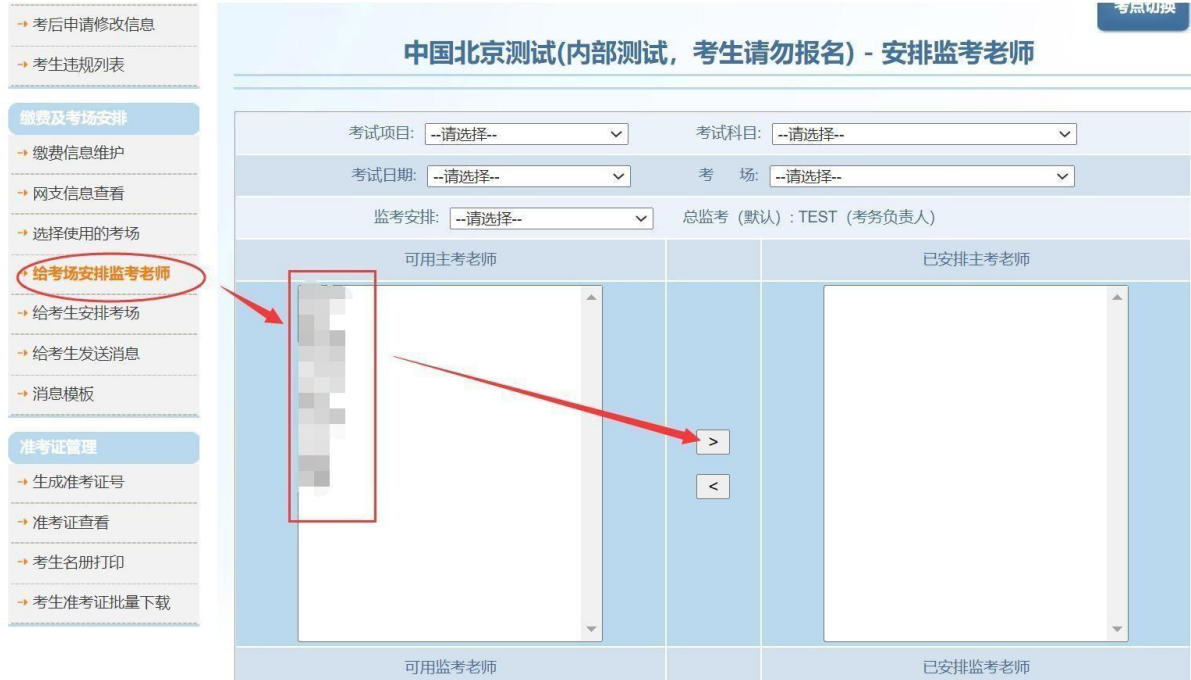 考点切换
→ 考后申请修改信息
→ 考生违规列表
缴费及考场安排
→ 缴费信息维护
→ 网支信息查看
→ 选择使用的考场
→ 给考场安排监考老师
→ 给考生安排考场
→ 给考生发送消息
→ 消息模板
准考证管理
→ 生成准考证号
→ 准考证查看
→ 考生名册打印
→ 考生准考证批量下载
中国北京测试(内部测试，考生请勿报名) - 安排监考老师
考试项目: --请选择-- 考试科目: --请选择--
考试日期: --请选择-- 考 场: --请选择--
监考安排: --请选择-- 总监考（默认）: TEST（考务负责人）
可用主考老师 已安排主考老师
>
<
可用监考老师 已安排监考老师